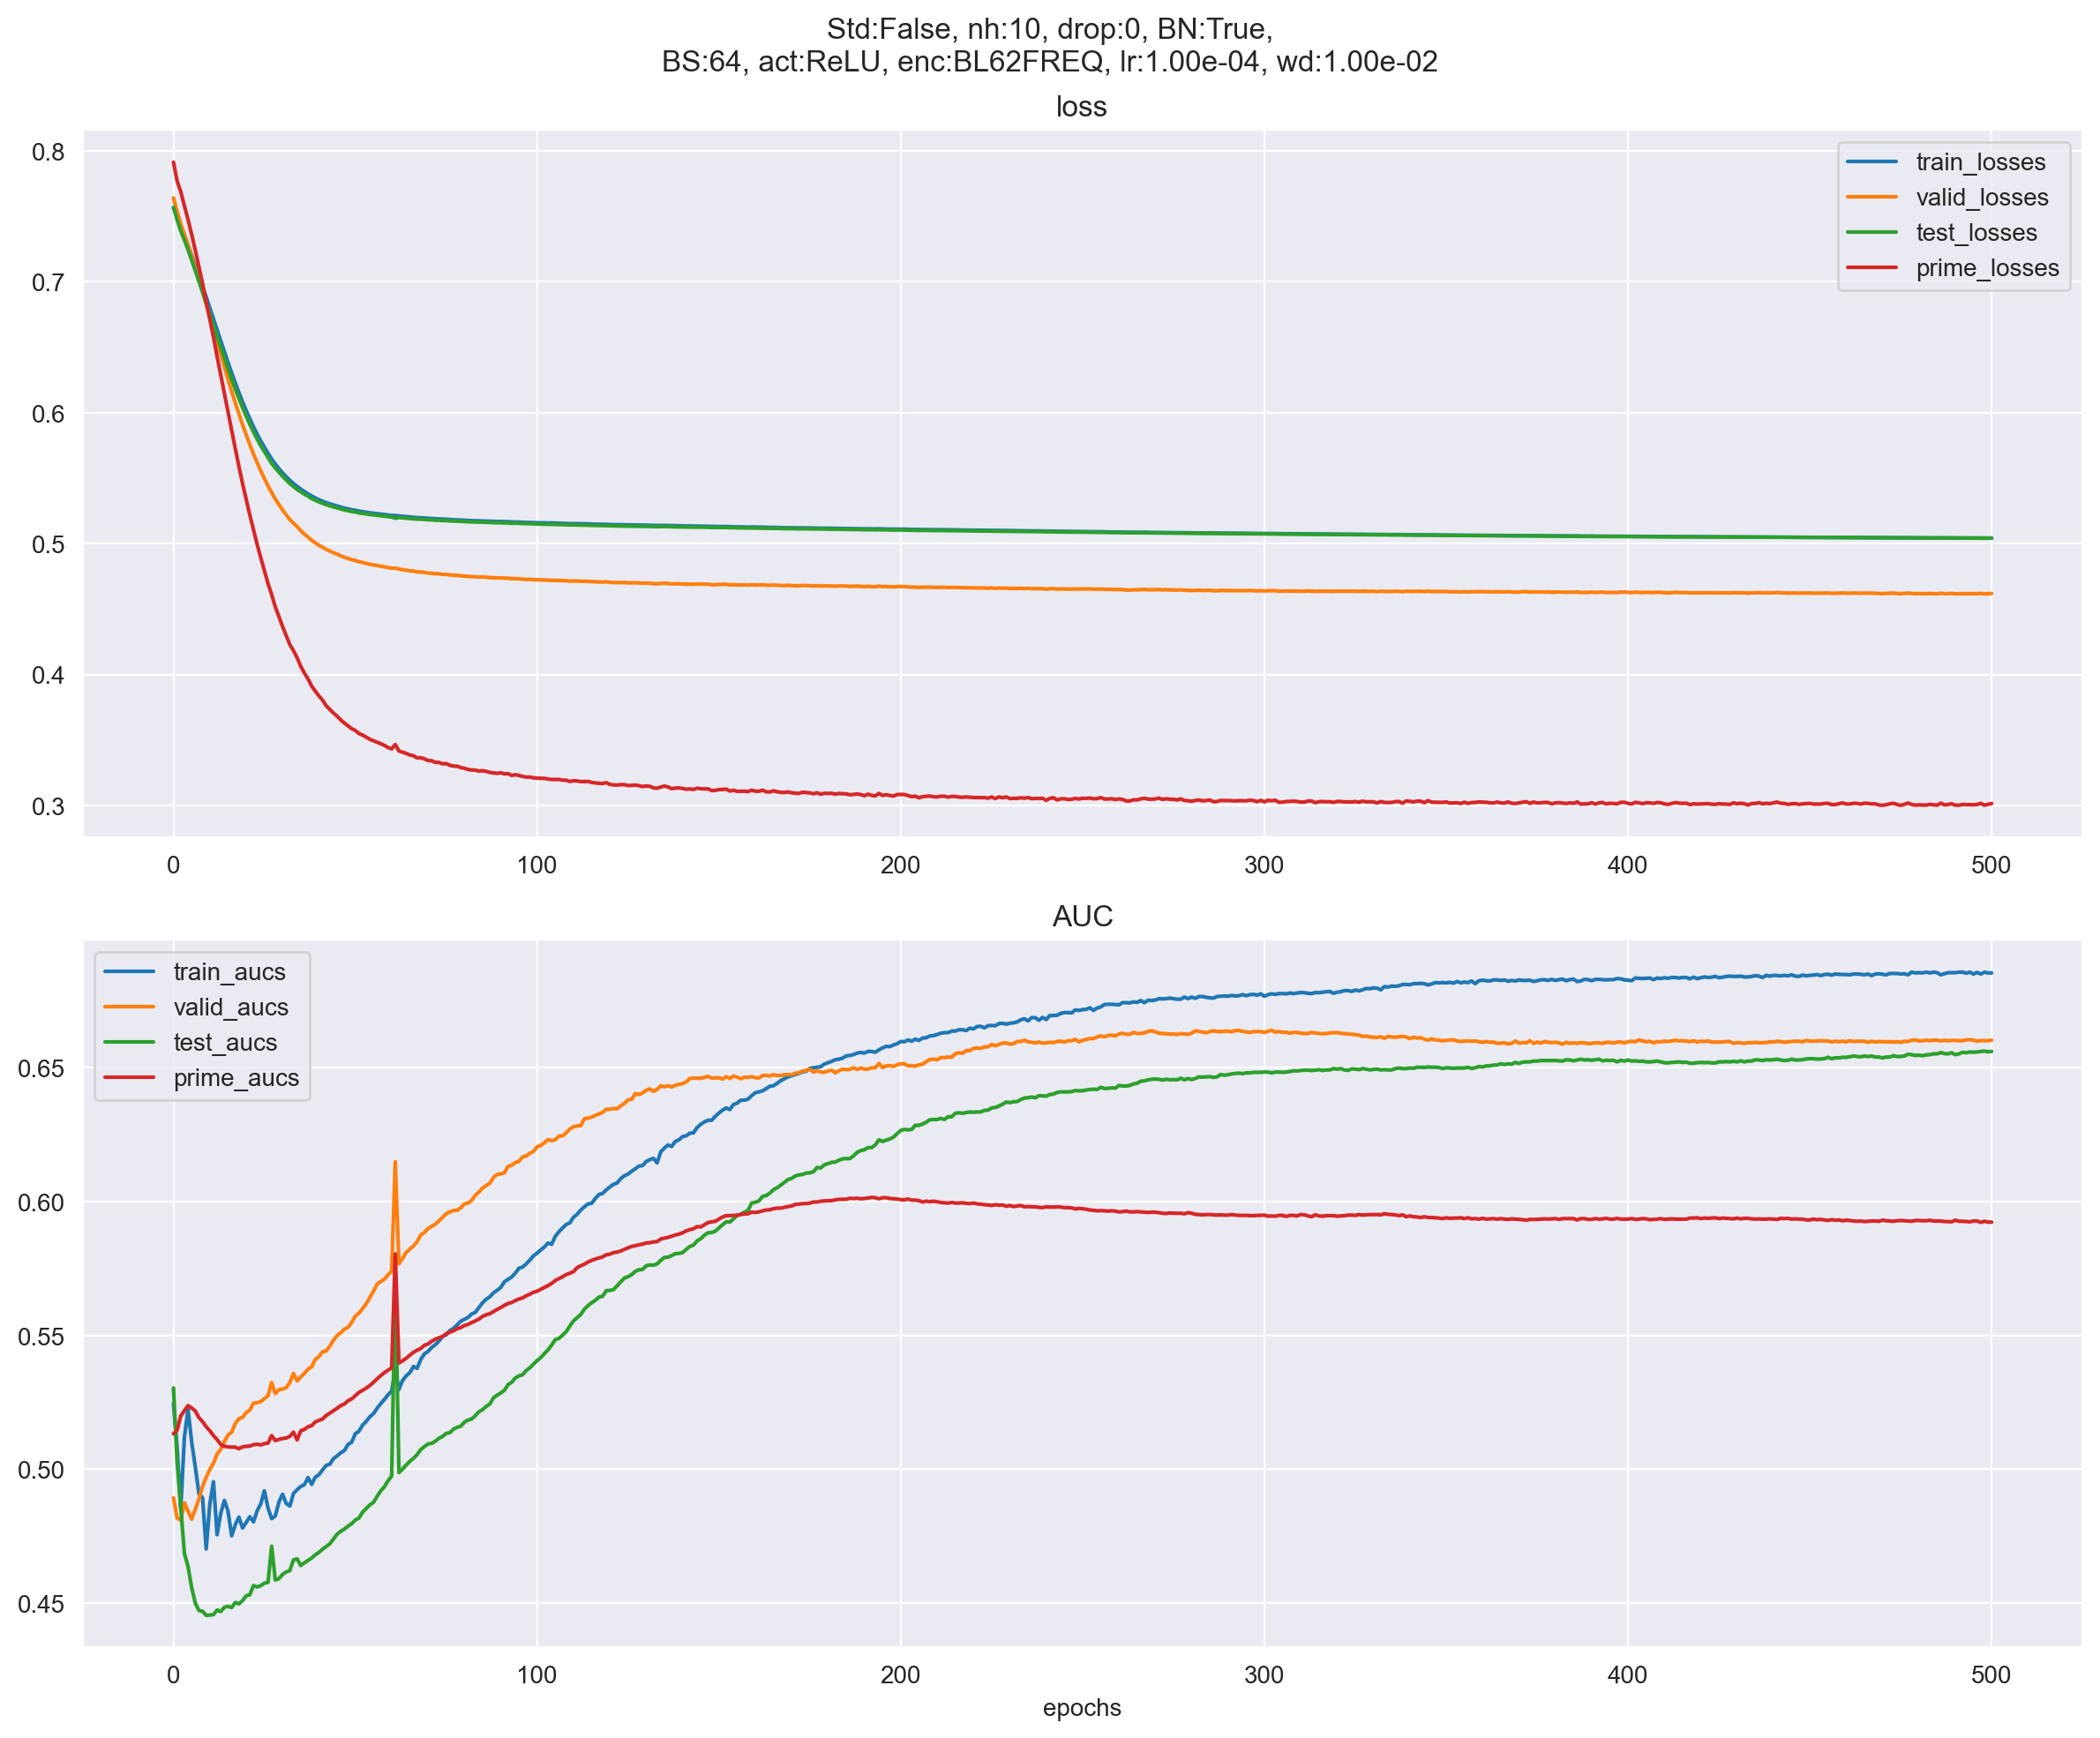 Std:False, nh:10, drop:0, BN:True,
BS:64, act:ReLU, enc:BL62FREQ, lr:1.00e-04, wd:1.00e-02
loss
0.8
0.7
0.6
0.5
0.4
0.3
train_losses
valid_losses
test_losses
prime_losses
0 100 200 300 400 500
AUC
train_aucs
valid_aucs
test_aucs
prime_aucs
0.65
0.60
0.55
0.50
0.45
0 100 200 300 400 500
epochs